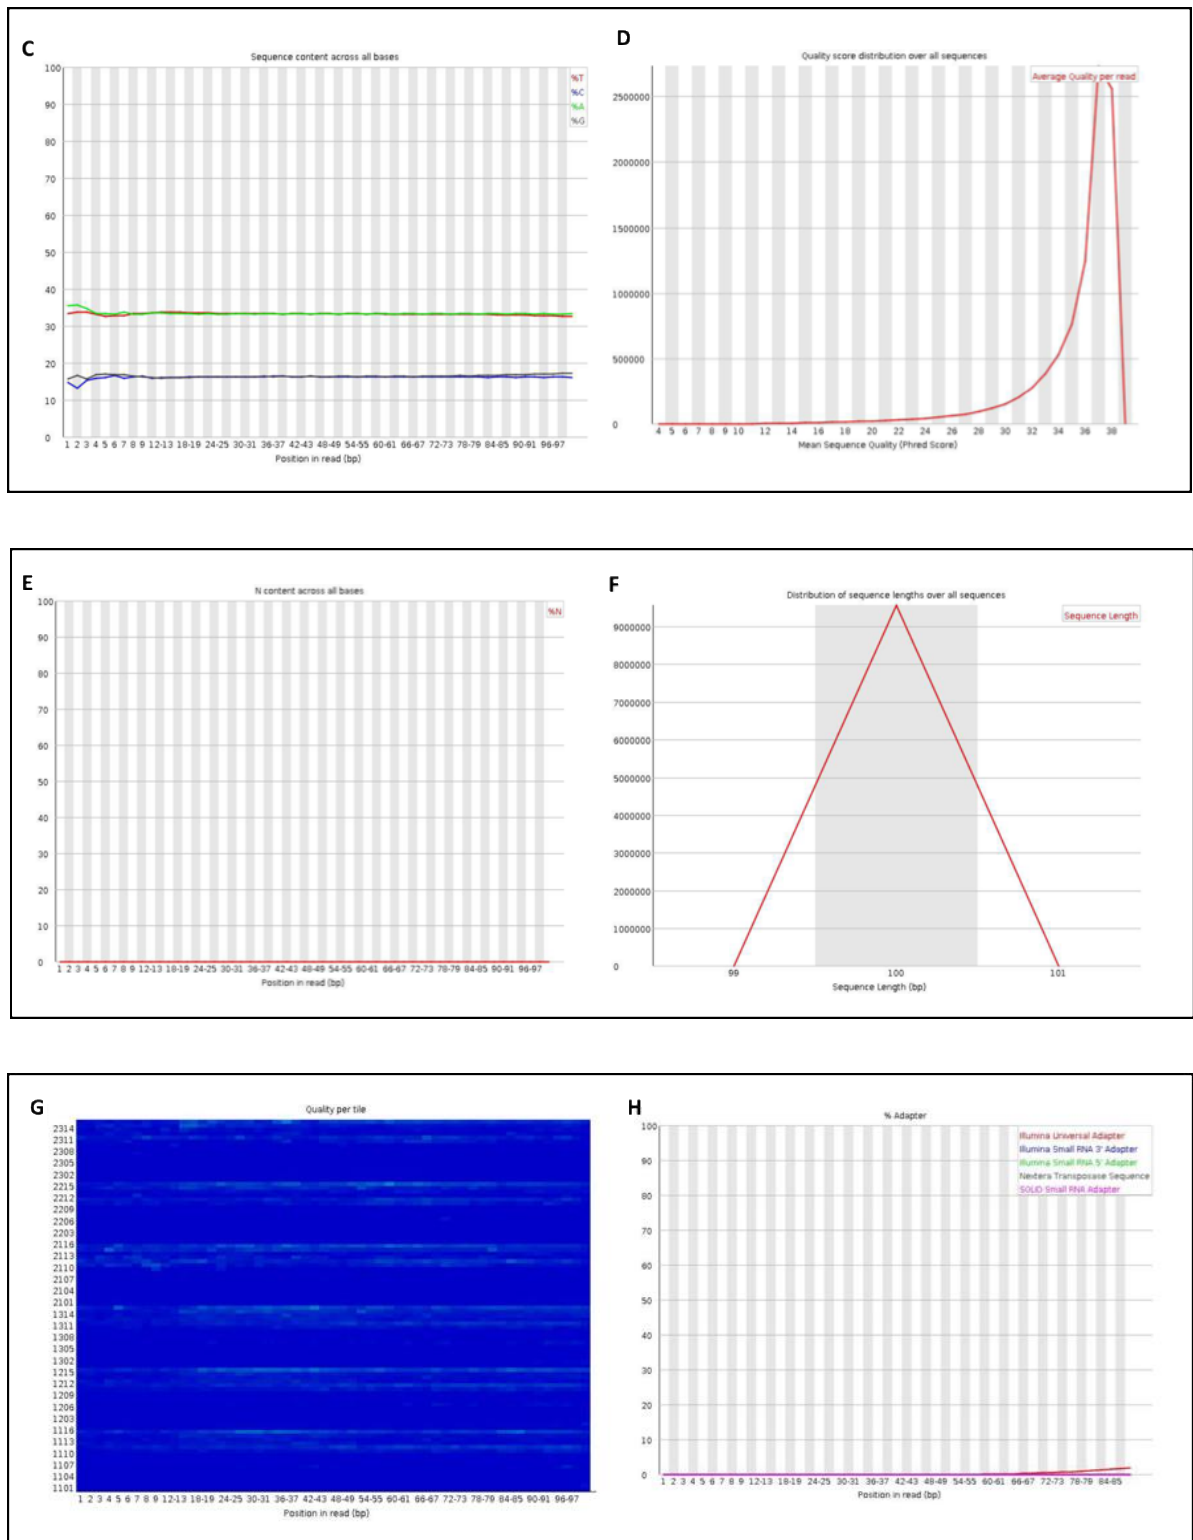 C
Sequence content across all bases
%T
%C
%A
%G
100
90
80
70
60
50
40
30
20
10
0
1 2 3 4 5 6 7 8 9 12-13 18-19 24-25 30-31 36-37 42-43 48-49 54-55 60-61 66-67 72-73 78-79 84-85 90-91 96-97
Position in read (bp)
D
Quality score distribution over all sequences
Average Quality per read
2500000
2000000
1500000
1000000
500000
0
4 5 6 7 8 9 10 12 14 16 18 20 22 24 26 28 30 32 34 36 38
Mean Sequence Quality (Phred Score)
E
N content across all bases
%N
100
90
80
70
60
50
40
30
20
10
0
1 2 3 4 5 6 7 8 9 12-13 18-19 24-25 30-31 36-37 42-43 48-49 54-55 60-61 66-67 72-73 78-79 84-85 90-91 96-97
Position in read (bp)
F
Distribution of sequence lengths over all sequences
Sequence Length
9000000
8000000
7000000
6000000
5000000
4000000
3000000
2000000
1000000
0
99 100 101
Sequence Length (bp)
G
Quality per tile
2314
2311
2308
2305
2302
2215
2212
2209
2206
2203
2116
2113
2110
2107
2104
2101
1314
1311
1308
1305
1302
1215
1212
1209
1206
1203
1116
1113
1110
1107
1104
1101
1 2 3 4 5 6 7 8 9 12-13 18-19 24-25 30-31 36-37 42-43 48-49 54-55 60-61 66-67 72-73 78-79 84-85 90-91 96-97
Position in read (bp)
H
% Adapter
Illumina Universal Adapter
Illumina Small RNA 3' Adapter
Illumina Small RNA 5' Adapter
Nextera Transposase Sequence
SOLID Small RNA Adapter
100
90
80
70
60
50
40
30
20
10
0
1 2 3 4 5 6 7 8 9 12-13 18-19 24-25 30-31 36-37 42-43 48-49 54-55 60-61 66-67 72-73 78-79 84-85
Position in read (bp)